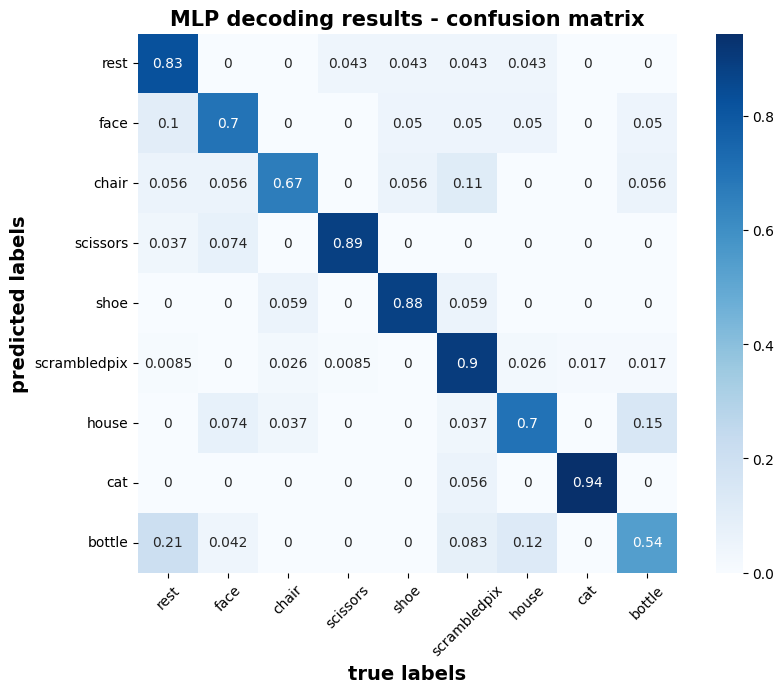 MLP decoding results - confusion matrix
rest 0.83 0 0 0.043 0.043 0.043 0.043 0 0
face 0.1 0.7 0 0 0.05 0.05 0.05 0 0.05
chair 0.056 0.056 0.67 0 0.056 0.11 0 0 0.056
scissors 0.037 0.074 0 0.89 0 0 0 0 0
shoe 0 0 0.059 0 0.88 0.059 0 0 0
scrambledpix 0.0085 0 0.026 0.0085 0 0.9 0.026 0.017 0.017
house 0 0.074 0.037 0 0 0.037 0.7 0 0.15
cat 0 0 0 0 0 0.056 0 0.94 0
bottle 0.21 0.042 0 0 0 0.083 0.12 0 0.54
rest face chair scissors shoe scrambledpix house cat bottle
true labels
predicted labels
0.8
0.6
0.4
0.2
0.0